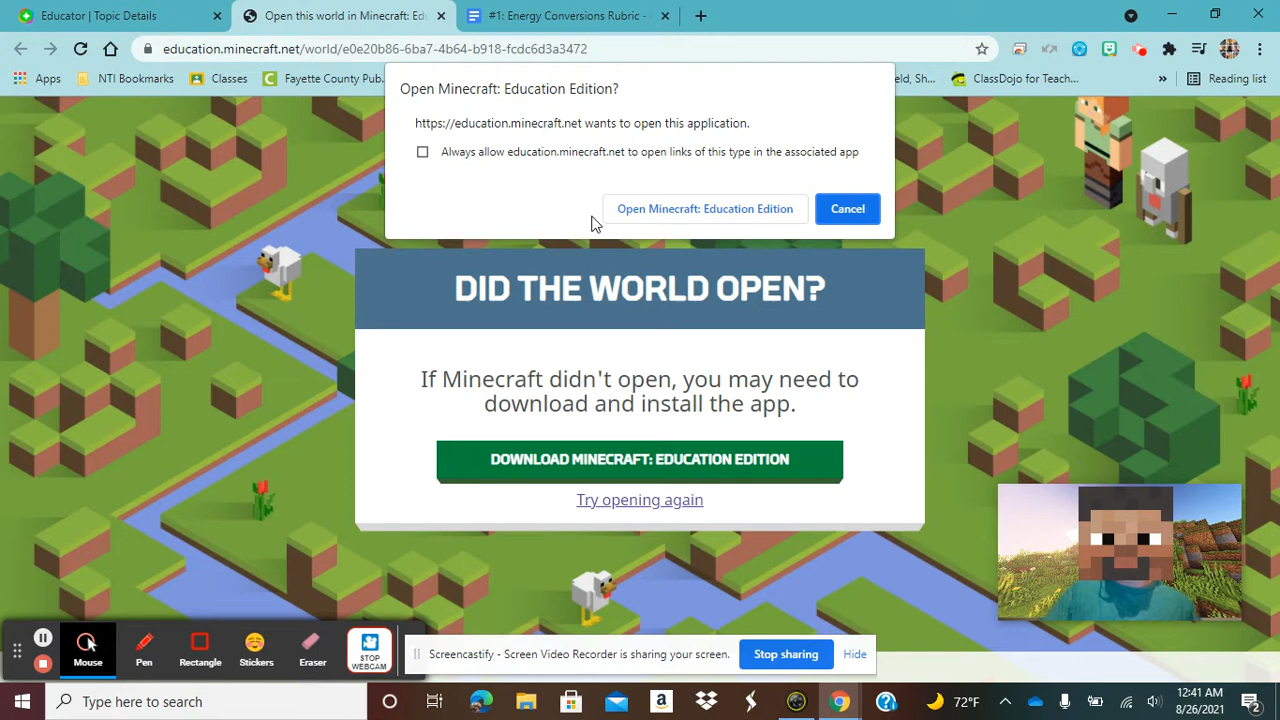 Educator | Topic Details
Open this world in Minecraft: Edu
#1: Energy Conversions Rubric -
education.minecraft.net/world/e0e20b86-6ba7-4b64-b918-fcdc6d3a3472
Apps
NTI Bookmarks
Classes
Fayette County Pub
eld, Sh...
ClassDojo for Teach...
»
Reading list
Open Minecraft: Education Edition?
https://education.minecraft.net wants to open this application.
Always allow education.minecraft.net to open links of this type in the associated app
Open Minecraft: Education Edition
Cancel
DID THE WORLD OPEN?
If Minecraft didn't open, you may need to
download and install the app.
DOWNLOAD MINECRAFT: EDUCATION EDITION
Try opening again
Mouse
Pen
Rectangle
Stickers
Eraser
STOP
WEBCAM
Screencastify - Screen Video Recorder is sharing your screen.
Stop sharing
Hide
Type here to search
72°F
12:41 AM
8/26/2021
2